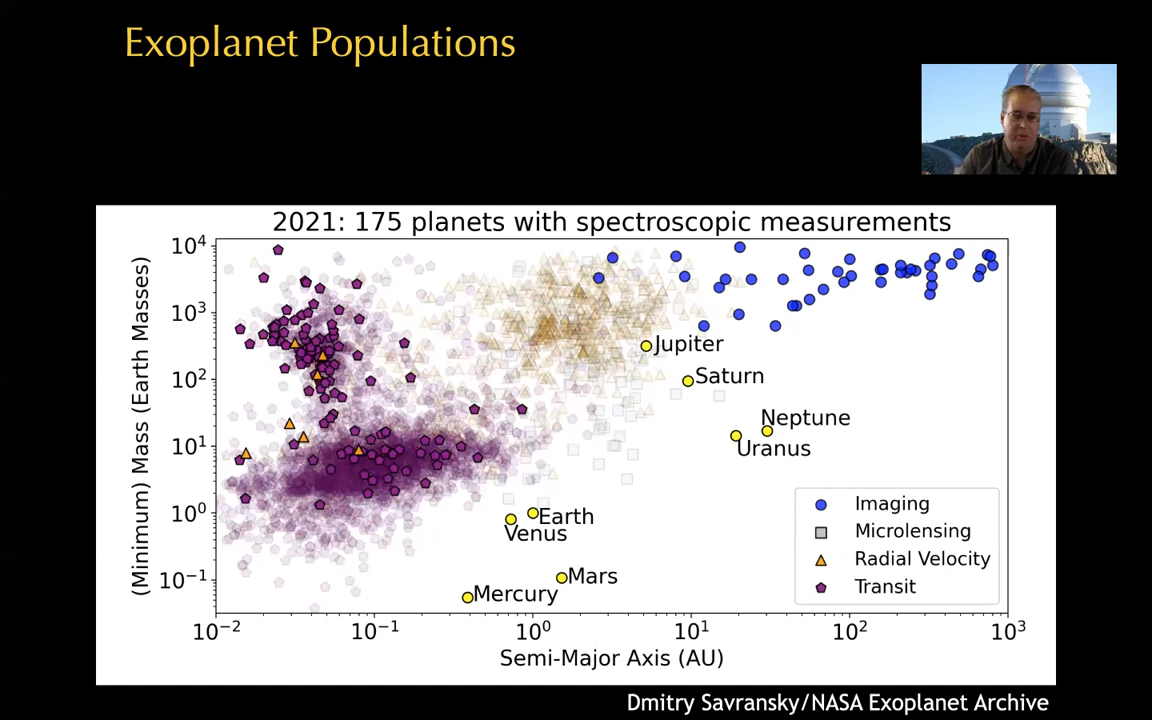 Exoplanet Populations
2021: 175 planets with spectroscopic measurements
(Minimum) Mass (Earth Masses)
10⁴
10³
10²
10¹
10⁰
10⁻¹
Jupiter
Saturn
Neptune
Uranus
Earth
Venus
Mars
Mercury
Imaging
Microlensing
Radial Velocity
Transit
10⁻² 10⁻¹ 10⁰ 10¹ 10² 10³
Semi-Major Axis (AU)
Dmitry Savransky/NASA Exoplanet Archive